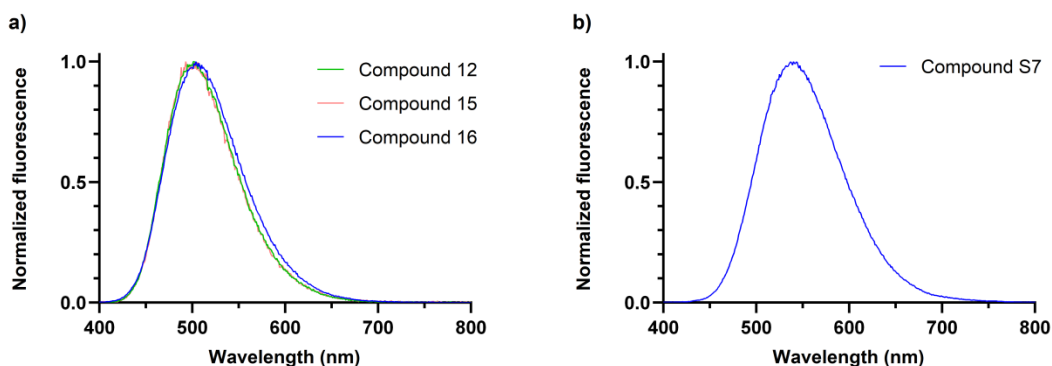 a)
Normalized fluorescence
1.0
0.5
0.0
400 500 600 700 800
Wavelength (nm)
Compound 12
Compound 15
Compound 16
b)
Normalized fluorescence
1.0
0.5
0.0
400 500 600 700 800
Wavelength (nm)
Compound S7